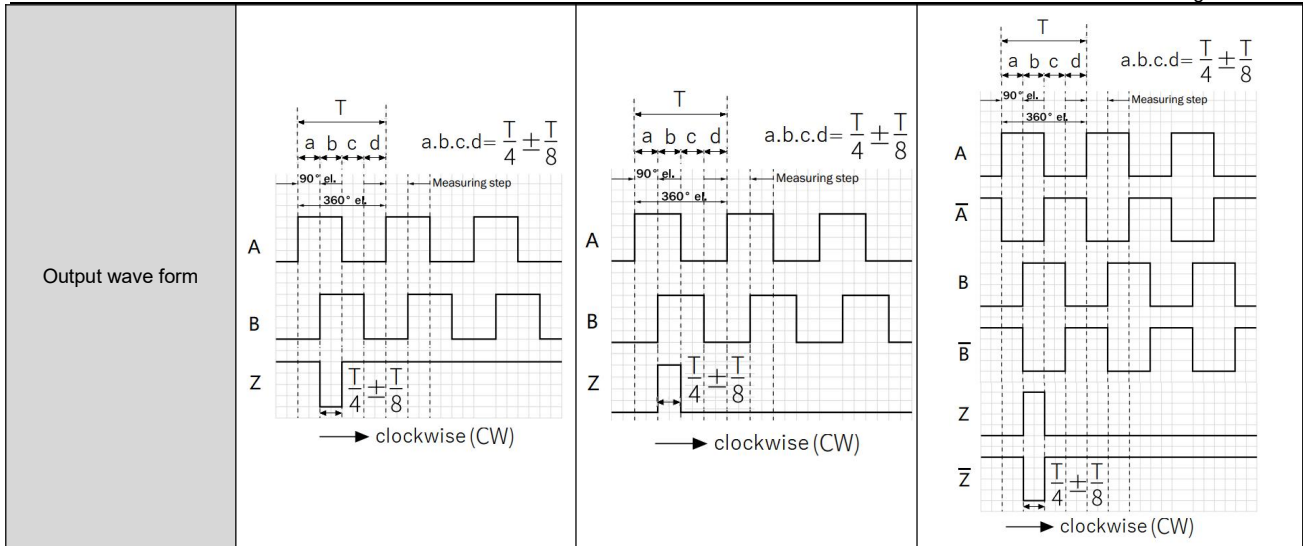 Output wave form
T
a b c d
a.b.c.d= T/4 ± T/8
90° el.
Measuring step
360° el.
A
B
Z
T/4 ± T/8
clockwise (CW)
T
a b c d
a.b.c.d= T/4 ± T/8
90° el.
Measuring step
360° el.
A
B
Z
T/4 ± T/8
clockwise (CW)
T
a b c d
a.b.c.d= T/4 ± T/8
90° el.
Measuring step
360° el.
A
A̅
B
B̅
Z
Z̅
T/4 ± T/8
clockwise (CW)